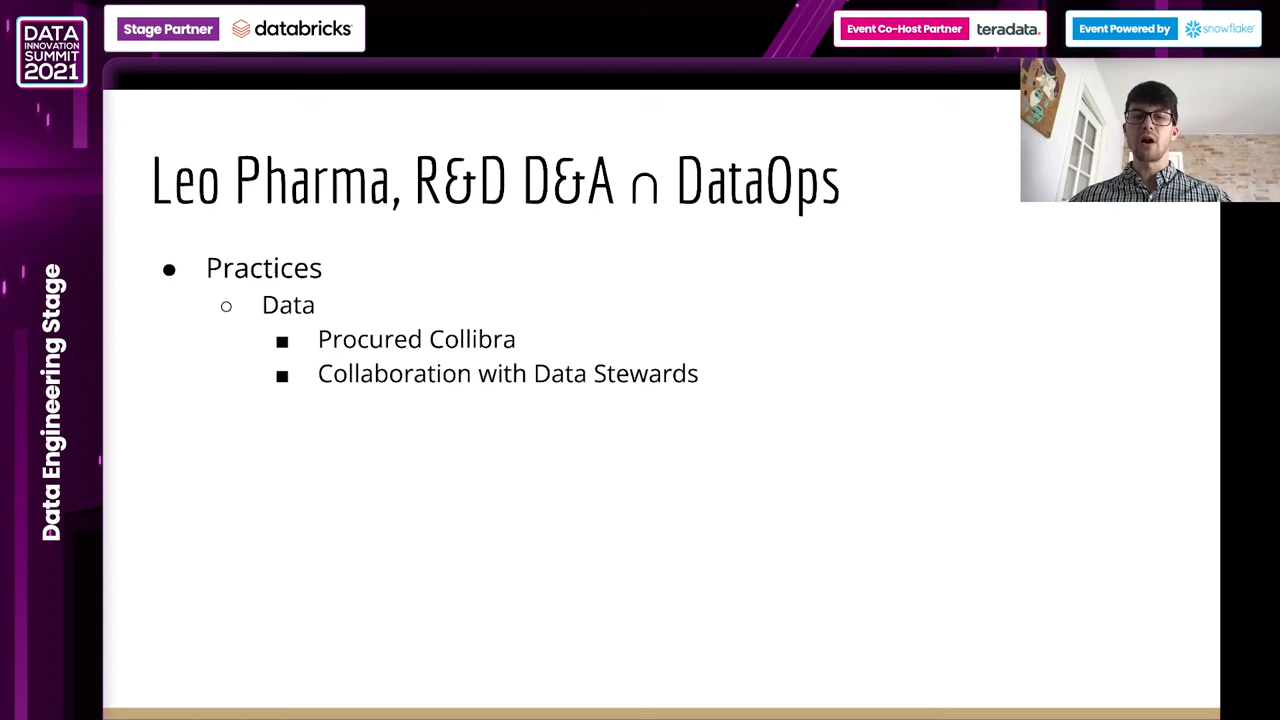 DATA
INNOVATION
SUMMIT
2021
Stage Partner
databricks
Event Co-Host Partner
teradata.
Event Powered by
snowflake
Data Engineering Stage
Leo Pharma, R&D D&A ∩ DataOps
● Practices
○ Data
■ Procured Collibra
■ Collaboration with Data Stewards